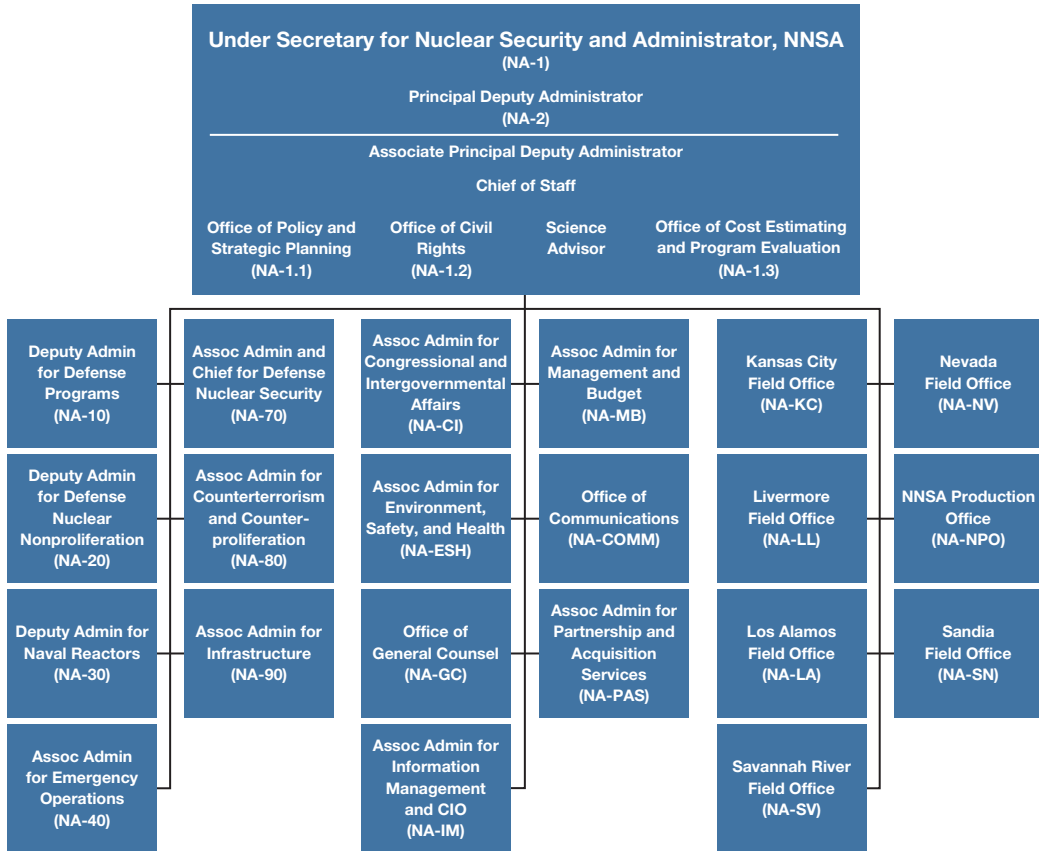 Under Secretary for Nuclear Security and Administrator, NNSA
(NA-1)
Principal Deputy Administrator
(NA-2)
Associate Principal Deputy Administrator
Chief of Staff
Office of Policy and
Strategic Planning
(NA-1.1)
Office of Civil
Rights
(NA-1.2)
Science
Advisor
Office of Cost Estimating
and Program Evaluation
(NA-1.3)
Deputy Admin
for Defense
Programs
(NA-10)
Assoc Admin and
Chief for Defense
Nuclear Security
(NA-70)
Assoc Admin for
Congressional and
Intergovernmental
Affairs
(NA-CI)
Assoc Admin for
Management and
Budget
(NA-MB)
Kansas City
Field Office
(NA-KC)
Nevada
Field Office
(NA-NV)
Deputy Admin
for Defense
Nuclear
Nonproliferation
(NA-20)
Assoc Admin for
Counterterrorism
and Counter-
proliferation
(NA-80)
Assoc Admin for
Environment,
Safety, and Health
(NA-ESH)
Office of
Communications
(NA-COMM)
Livermore
Field Office
(NA-LL)
NNSA Production
Office
(NA-NPO)
Deputy Admin for
Naval Reactors
(NA-30)
Assoc Admin for
Infrastructure
(NA-90)
Office of
General Counsel
(NA-GC)
Assoc Admin for
Partnership and
Acquisition
Services
(NA-PAS)
Los Alamos
Field Office
(NA-LA)
Sandia
Field Office
(NA-SN)
Assoc Admin
for Emergency
Operations
(NA-40)
Assoc Admin for
Information
Management
and CIO
(NA-IM)
Savannah River
Field Office
(NA-SV)